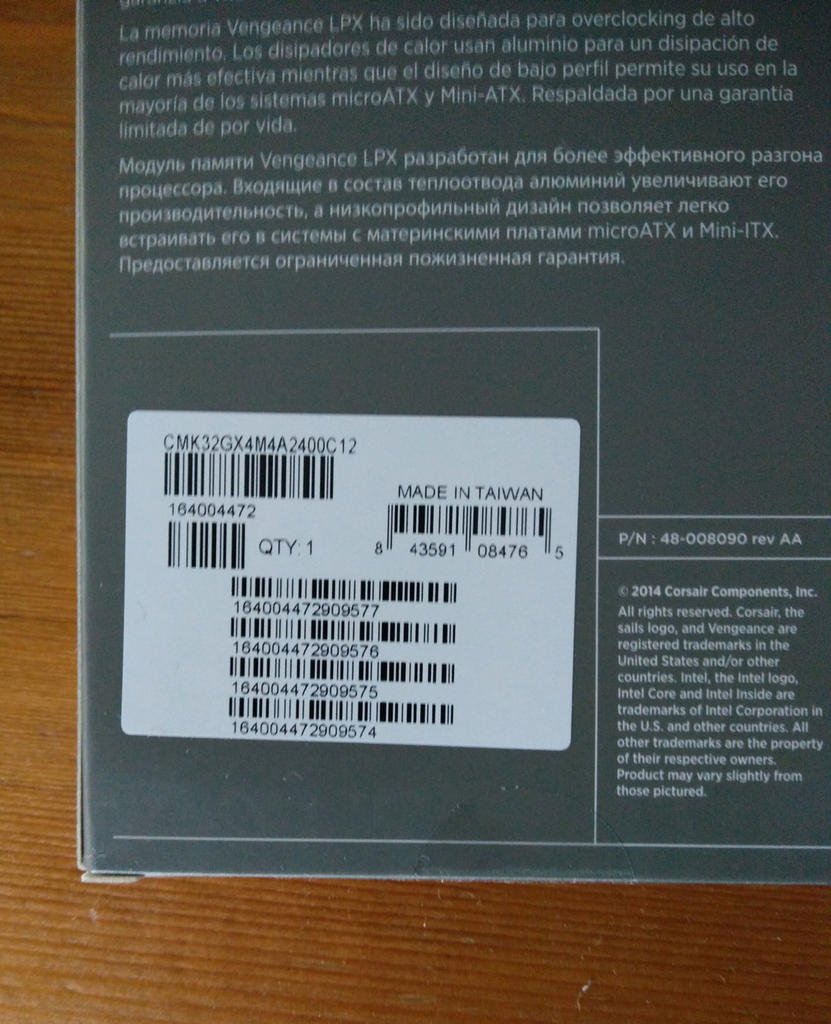 garanzia a vita
La memoria Vengeance LPX ha sido diseñada para overclocking de alto
rendimiento. Los disipadores de calor usan aluminio para un disipación de
calor más efectiva mientras que el diseño de bajo perfil permite su uso en la
mayoría de los sistemas microATX y Mini-ATX. Respaldada por una garantía
limitada de por vida.
Модуль памяти Vengeance LPX разработан для более эффективного разгона
процессора. Входящие в состав теплоотвода алюминий увеличивают его
производительность, а низкопрофильный дизайн позволяет легко
встраивать его в системы с материнскими платами microATX и Mini-ITX.
Предоставляется ограниченная пожизненная гарантия.
CMK32GX4M4A2400C12
164004472
QTY: 1
MADE IN TAIWAN
8 43591 08476 5
164004472909577
164004472909576
164004472909575
164004472909574
P/N : 48-008090 rev AA
© 2014 Corsair Components, Inc.
All rights reserved. Corsair, the
sails logo, and Vengeance are
registered trademarks in the
United States and/or other
countries. Intel, the Intel logo,
Intel Core and Intel Inside are
trademarks of Intel Corporation in
the U.S. and other countries. All
other trademarks are the property
of their respective owners.
Product may vary slightly from
those pictured.